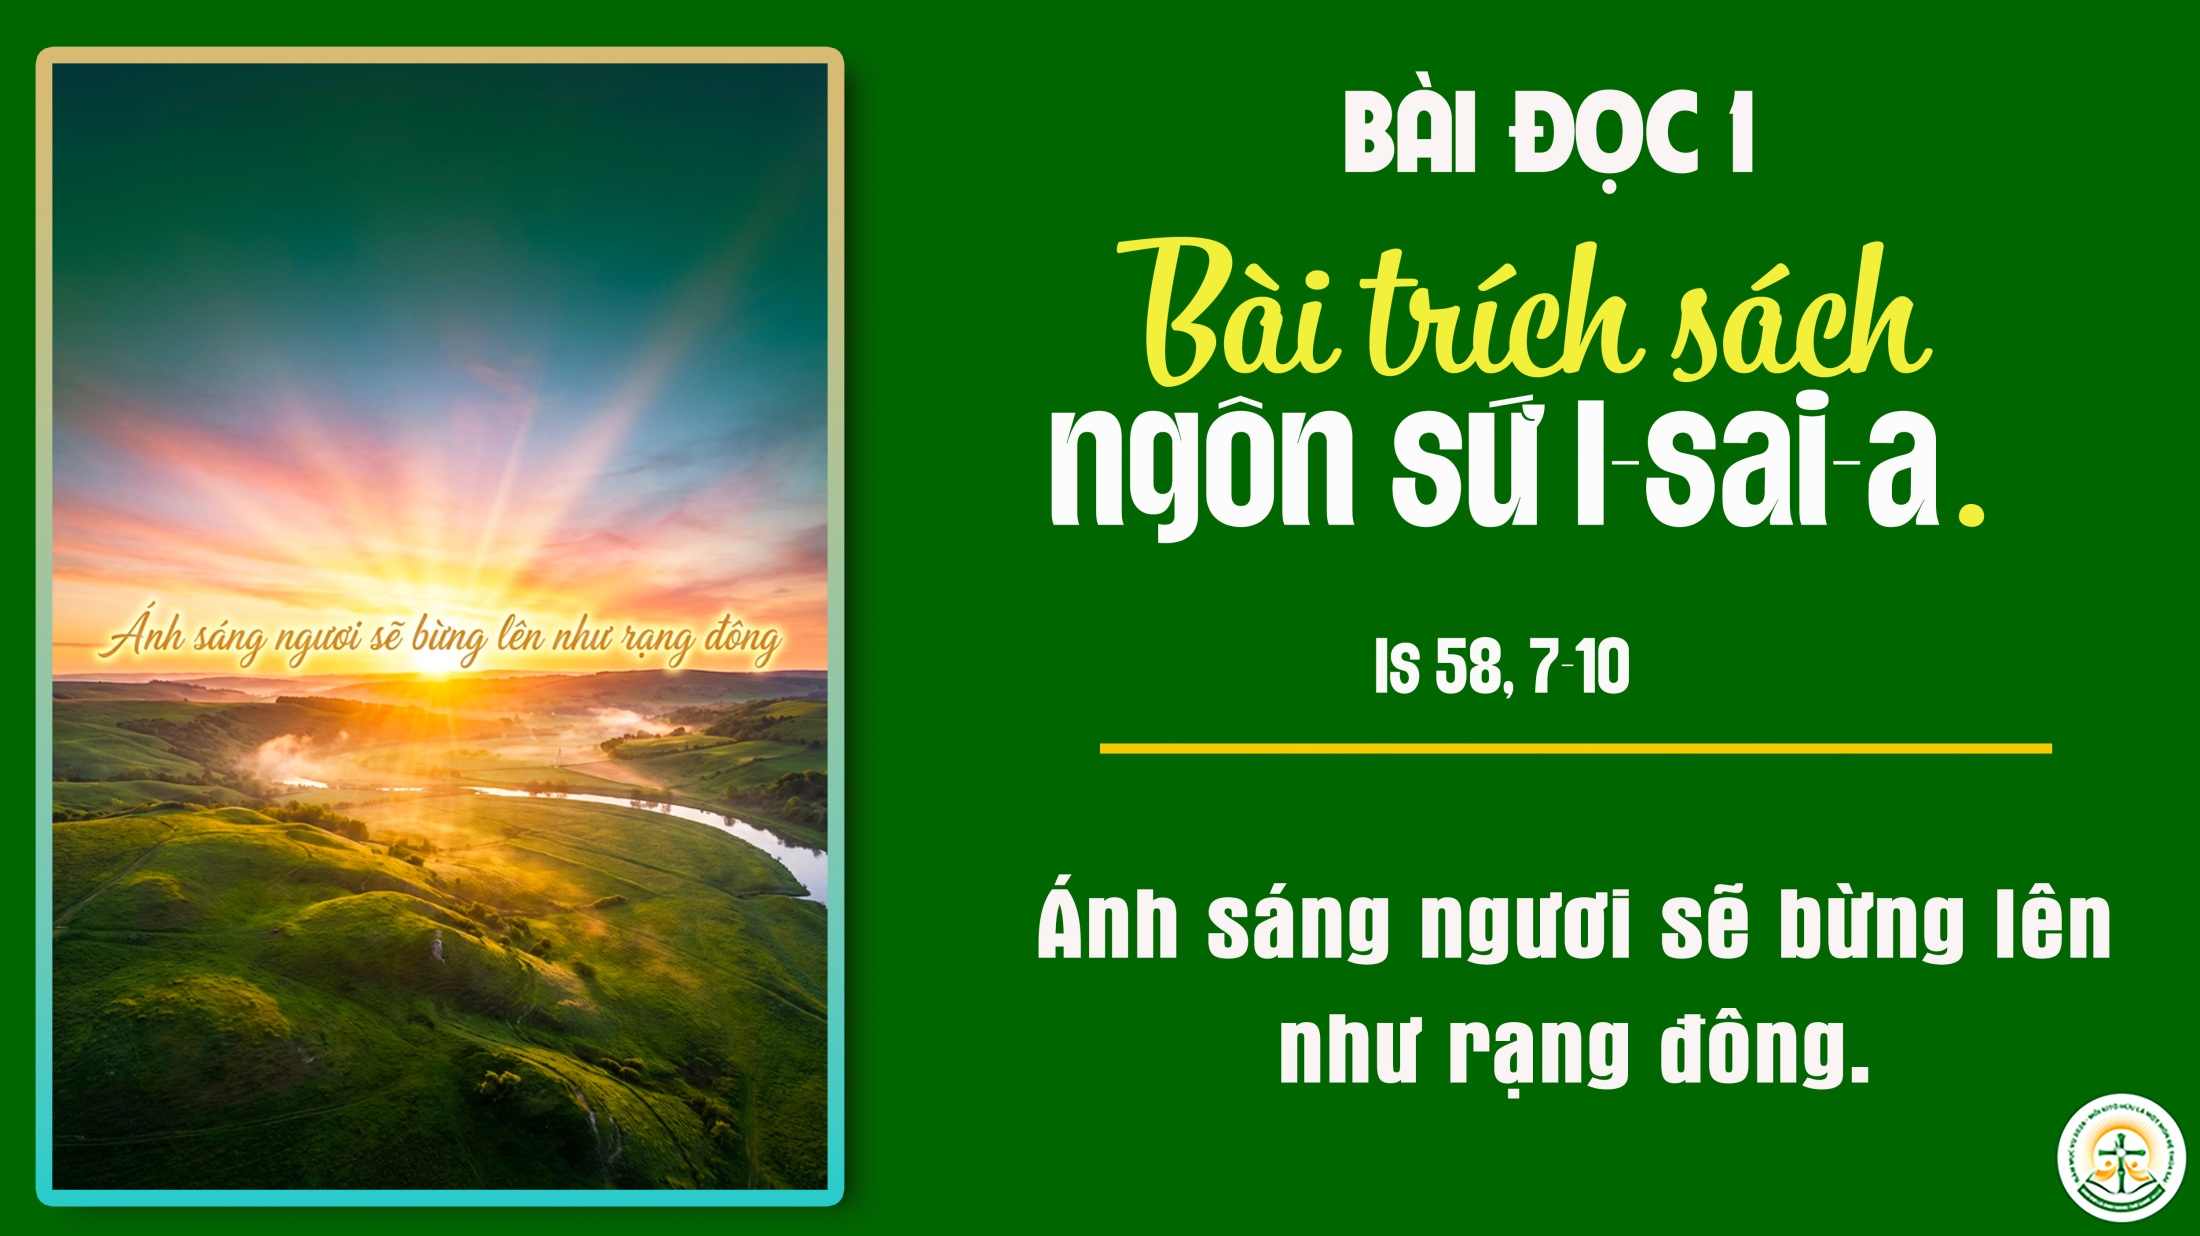 BÀI ĐỌC 1
Bài trích sách
ngôn sứ I-sai-a.
Is 58, 7-10
Ánh sáng ngươi sẽ bừng lên
như rạng đông.
Ánh sáng ngươi sẽ bừng lên như rạng đông